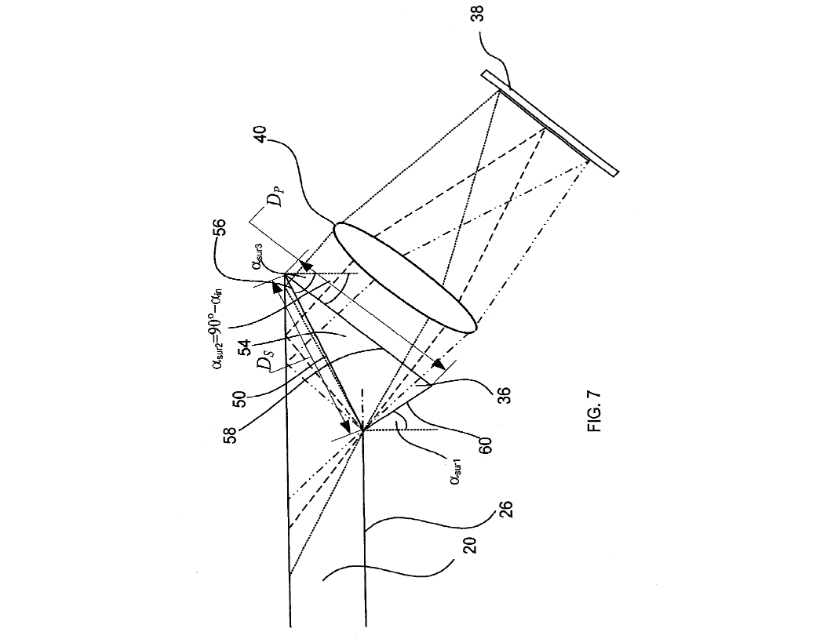 38
40
D_P
56
α_sur3
α_sur2=90°-α_in
54
D_S
50
58
36
60
α_sur1
26
20
FIG. 7